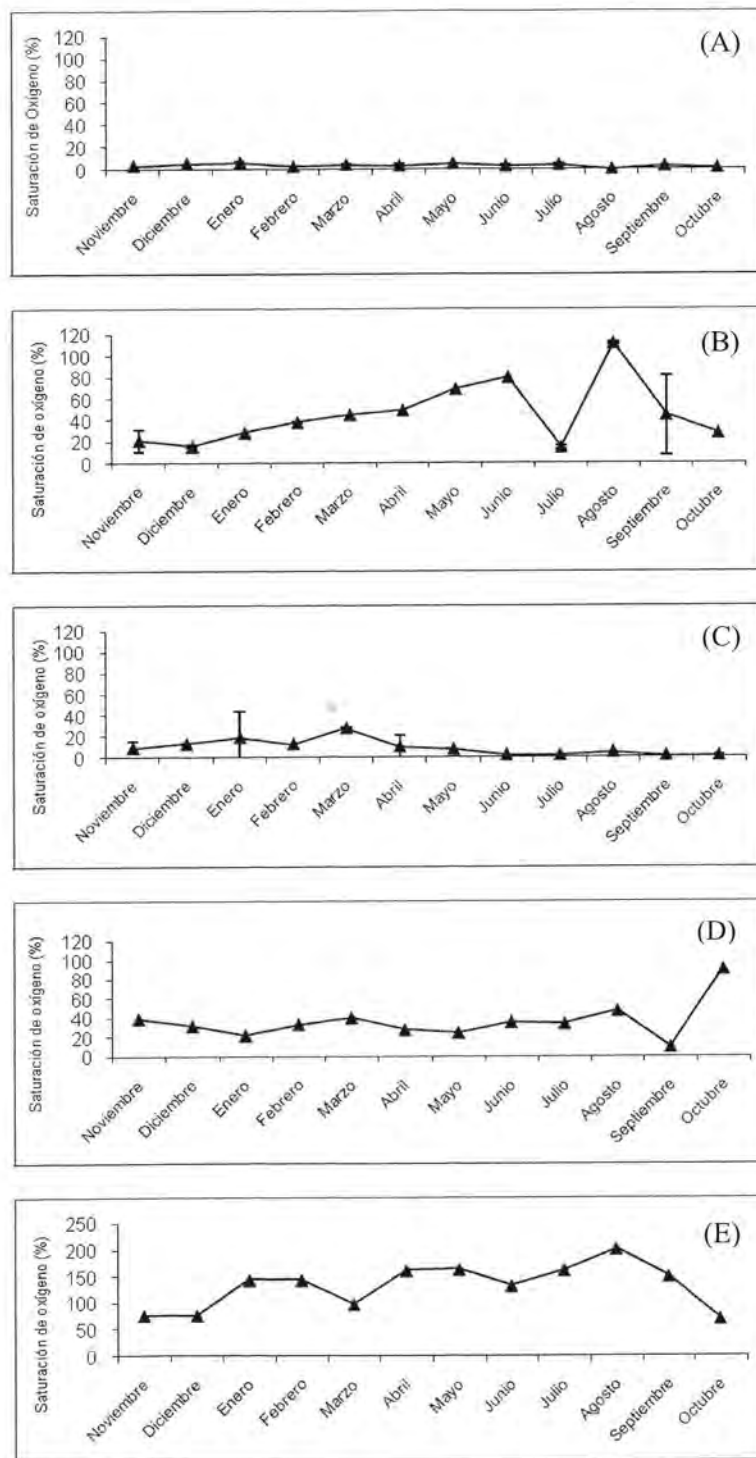 (A)
Saturación de Oxígeno (%)
120
100
80
60
40
20
0
Noviembre
Diciembre
Enero
Febrero
Marzo
Abril
Mayo
Junio
Julio
Agosto
Septiembre
Octubre
(B)
Saturación de oxígeno (%)
120
100
80
60
40
20
0
Noviembre
Diciembre
Enero
Febrero
Marzo
Abril
Mayo
Junio
Julio
Agosto
Septiembre
Octubre
(C)
Saturación de oxígeno (%)
120
100
80
60
40
20
0
Noviembre
Diciembre
Enero
Febrero
Marzo
Abril
Mayo
Junio
Julio
Agosto
Septiembre
Octubre
(D)
Saturación de oxígeno (%)
120
100
80
60
40
20
0
Noviembre
Diciembre
Enero
Febrero
Marzo
Abril
Mayo
Junio
Julio
Agosto
Septiembre
Octubre
(E)
Saturación de oxígeno (%)
250
200
150
100
50
0
Noviembre
Diciembre
Enero
Febrero
Marzo
Abril
Mayo
Junio
Julio
Agosto
Septiembre
Octubre